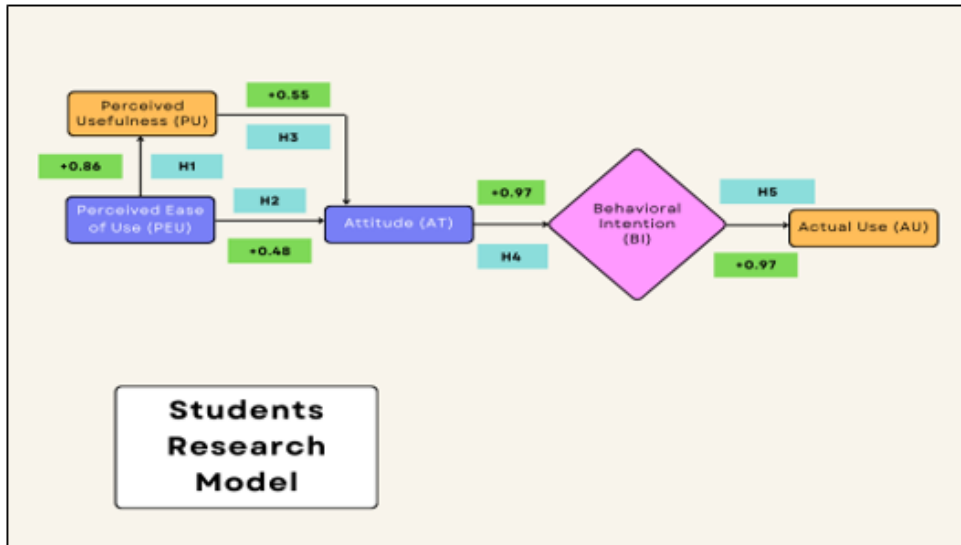 +0.55
Perceived
Usefulness (PU)
H3
+0.86
H1
H2
Perceived Ease
of Use (PEU)
+0.48
Attitude (AT)
+0.97
H4
Behavioral
Intention
(BI)
H5
+0.97
Actual Use (AU)
Students
Research
Model